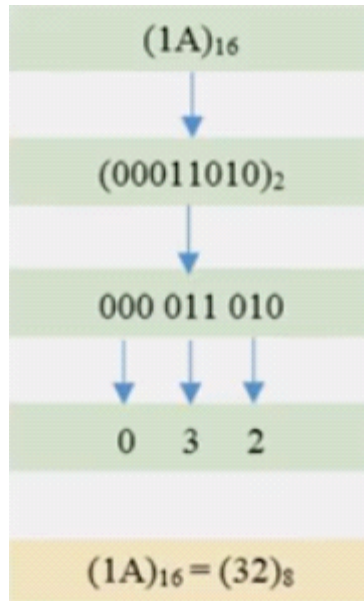 (1A)₁₆
(00011010)₂
000 011 010
0 3 2
(1A)₁₆ = (32)₈